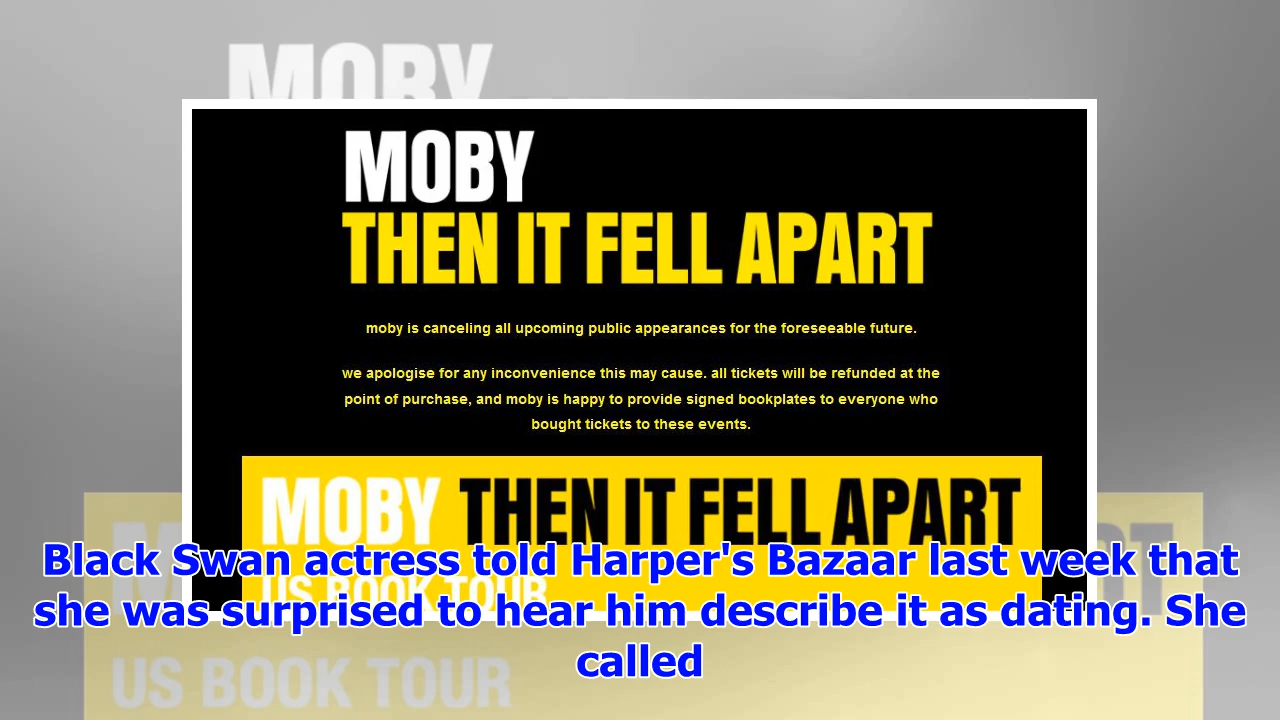 MOBY
MOBY
THEN IT FELL APART
moby is canceling all upcoming public appearances for the foreseeable future.
we apologise for any inconvenience this may cause. all tickets will be refunded at the
point of purchase, and moby is happy to provide signed bookplates to everyone who
bought tickets to these events.
MOBY THEN IT FELL APART
US BOOK TOUR
Black Swan actress told Harper's Bazaar last week that
she was surprised to hear him describe it as dating. She
called
US BOOK TOUR